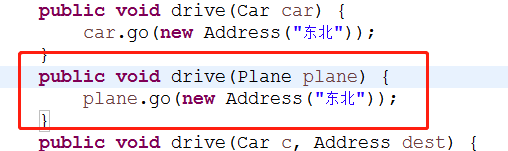 public void drive(Car car) {
car.go(new Address("东北"));
}
public void drive(Plane plane) {
plane.go(new Address("东北"));
}
public void drive(Car c, Address dest) {